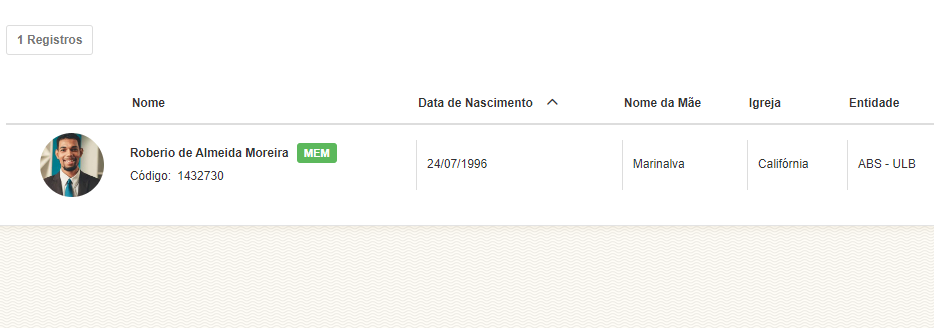 1 Registros
Nome Data de Nascimento Nome da Mãe Igreja Entidade
Roberio de Almeida Moreira MEM
Código: 1432730
24/07/1996 Marinalva Califórnia ABS - ULB